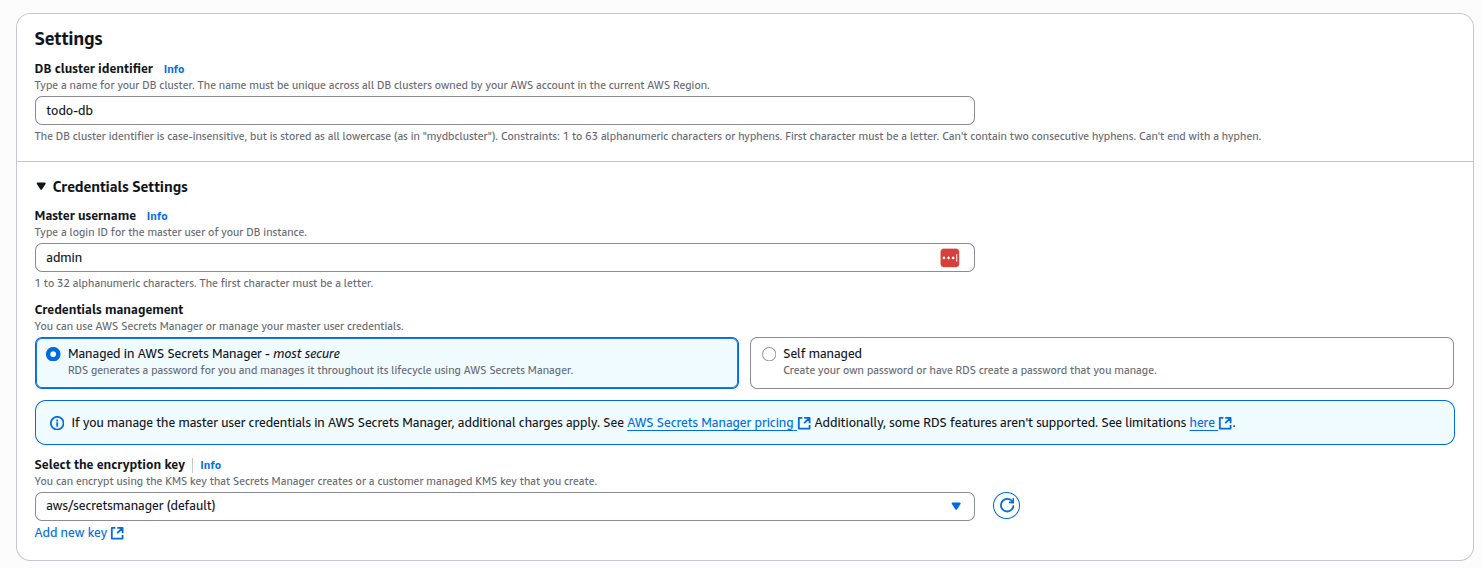 Settings
DB cluster identifier Info
Type a name for your DB cluster. The name must be unique across all DB clusters owned by your AWS account in the current AWS Region.
todo-db
The DB cluster identifier is case-insensitive, but is stored as all lowercase (as in "mydbcluster"). Constraints: 1 to 63 alphanumeric characters or hyphens. First character must be a letter. Can't contain two consecutive hyphens. Can't end with a hyphen.
Credentials Settings
Master username Info
Type a login ID for the master user of your DB instance.
admin
1 to 32 alphanumeric characters. The first character must be a letter.
Credentials management
You can use AWS Secrets Manager or manage your master user credentials.
Managed in AWS Secrets Manager - most secure
RDS generates a password for you and manages it throughout its lifecycle using AWS Secrets Manager.
Self managed
Create your own password or have RDS create a password that you manage.
If you manage the master user credentials in AWS Secrets Manager, additional charges apply. See AWS Secrets Manager pricing Additionally, some RDS features aren't supported. See limitations here .
Select the encryption key Info
You can encrypt using the KMS key that Secrets Manager creates or a customer managed KMS key that you create.
aws/secretsmanager (default)
Add new key